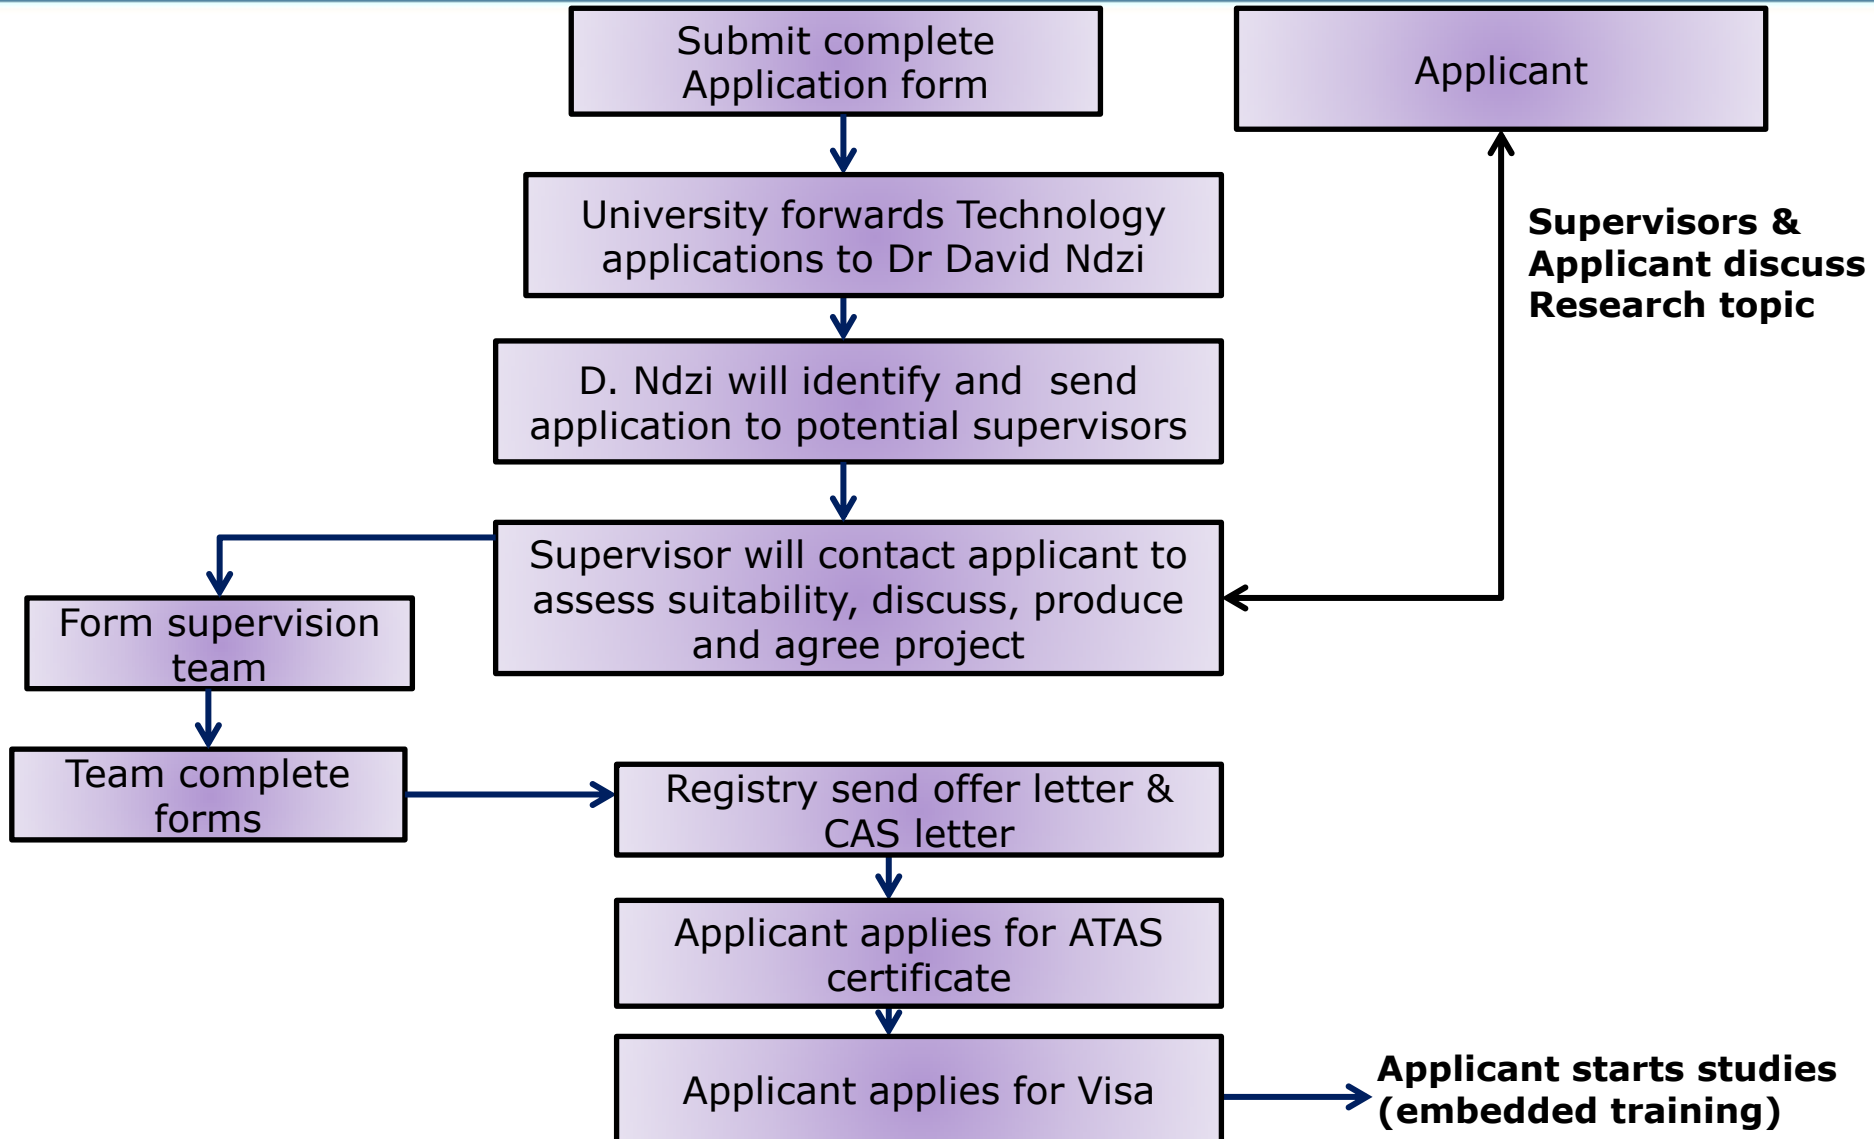 Submit complete
Application form
Applicant
University forwards Technology
applications to Dr David Ndzi
Supervisors &
Applicant discuss
Research topic
D. Ndzi will identify and  send
application to potential supervisors
Supervisor will contact applicant to
assess suitability, discuss, produce
and agree project
Form supervision
team
Team complete
forms
Registry send offer letter &
CAS letter
Applicant applies for ATAS
certificate
Applicant applies for Visa
Applicant starts studies
(embedded training)